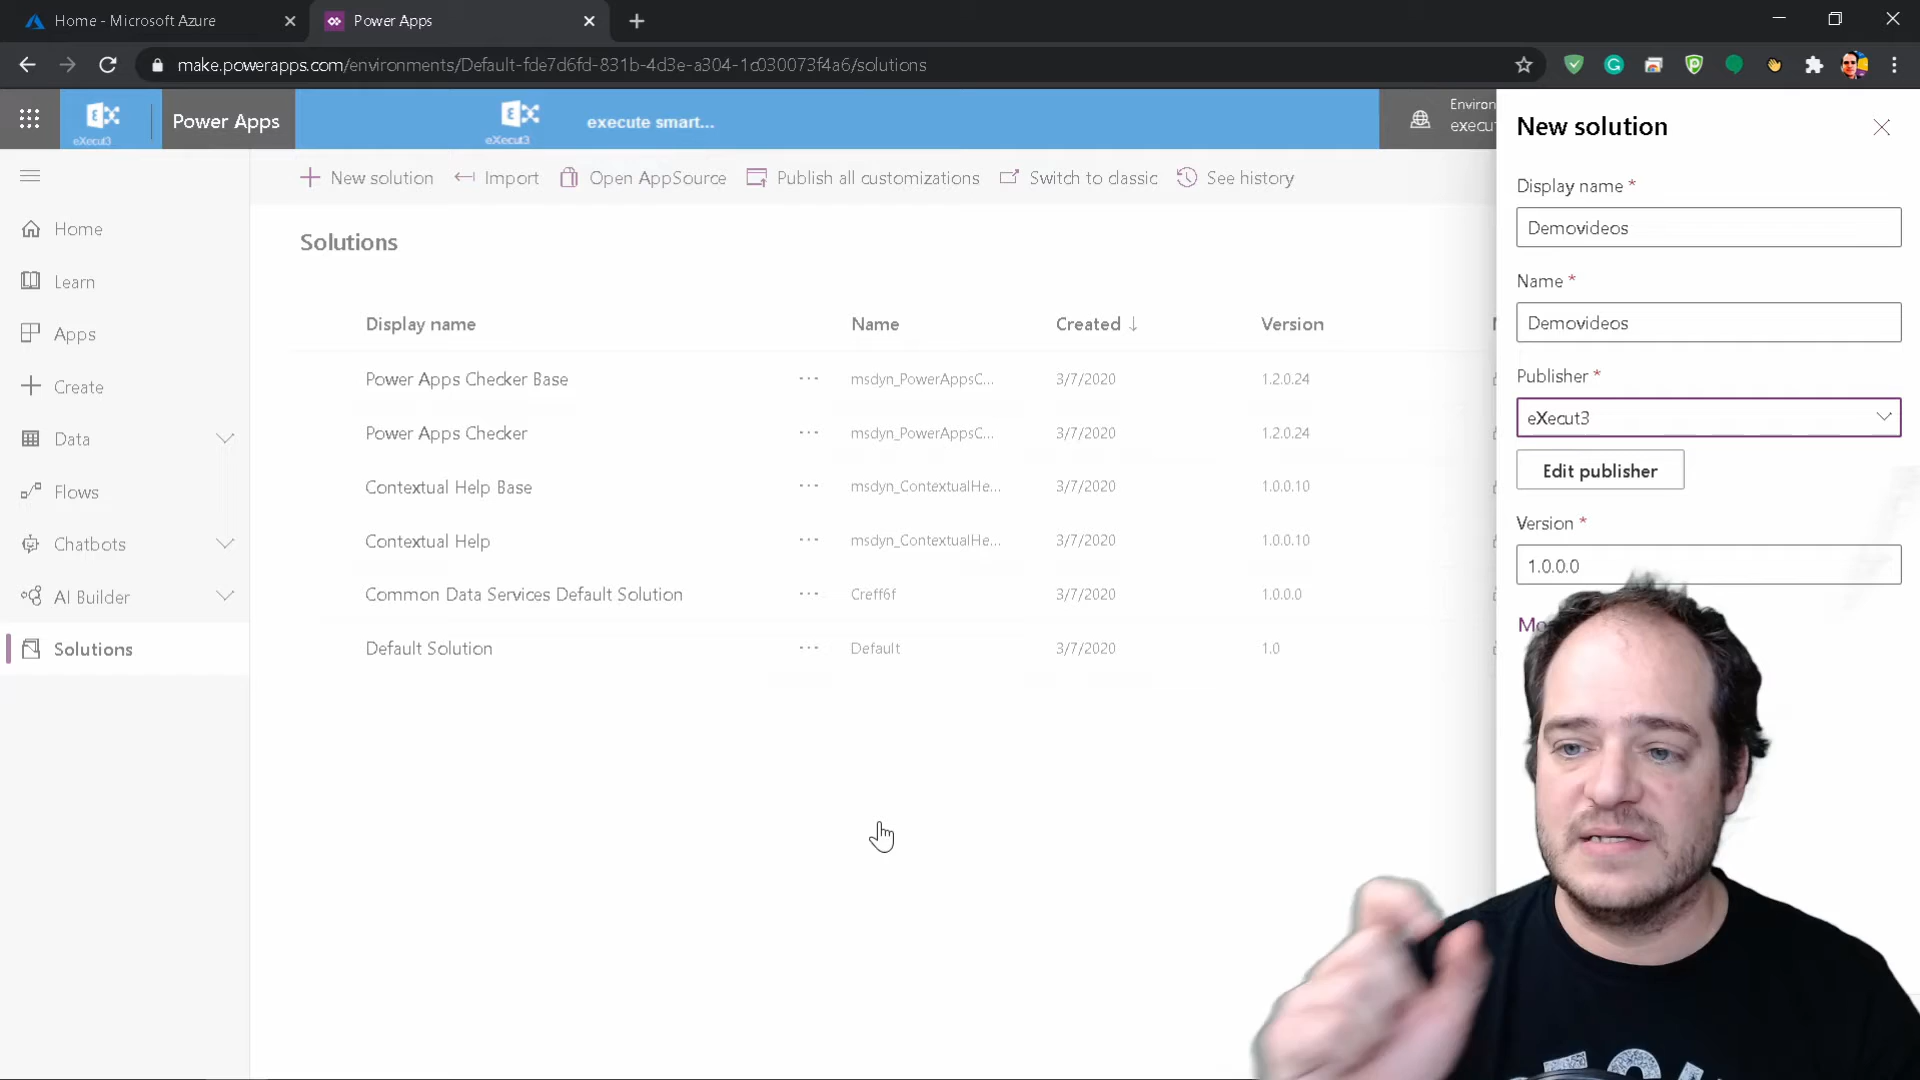 Home - Microsoft Azure
Power Apps
make.powerapps.com/environments/Default-fde7d6fd-831b-4d3e-a304-1c030073f4a6/solutions
eXecut3
Power Apps
eXecut3
execute smart...
Environ
execut
New solution
Import
Open AppSource
Publish all customizations
Switch to classic
See history
Home
Learn
Apps
Create
Data
Flows
Chatbots
AI Builder
Solutions
Solutions
Display name Name Created ↓ Version
Power Apps Checker Base ... msdyn_PowerAppsC... 3/7/2020 1.2.0.24
Power Apps Checker ... msdyn_PowerAppsC... 3/7/2020 1.2.0.24
Contextual Help Base ... msdyn_ContextualHe... 3/7/2020 1.0.0.10
Contextual Help ... msdyn_ContextualHe... 3/7/2020 1.0.0.10
Common Data Services Default Solution ... Creff6f 3/7/2020 1.0.0.0
Default Solution ... Default 3/7/2020 1.0
New solution
Display name *
Demovideos
Name *
Demovideos
Publisher *
eXecut3
Edit publisher
Version *
1.0.0.0